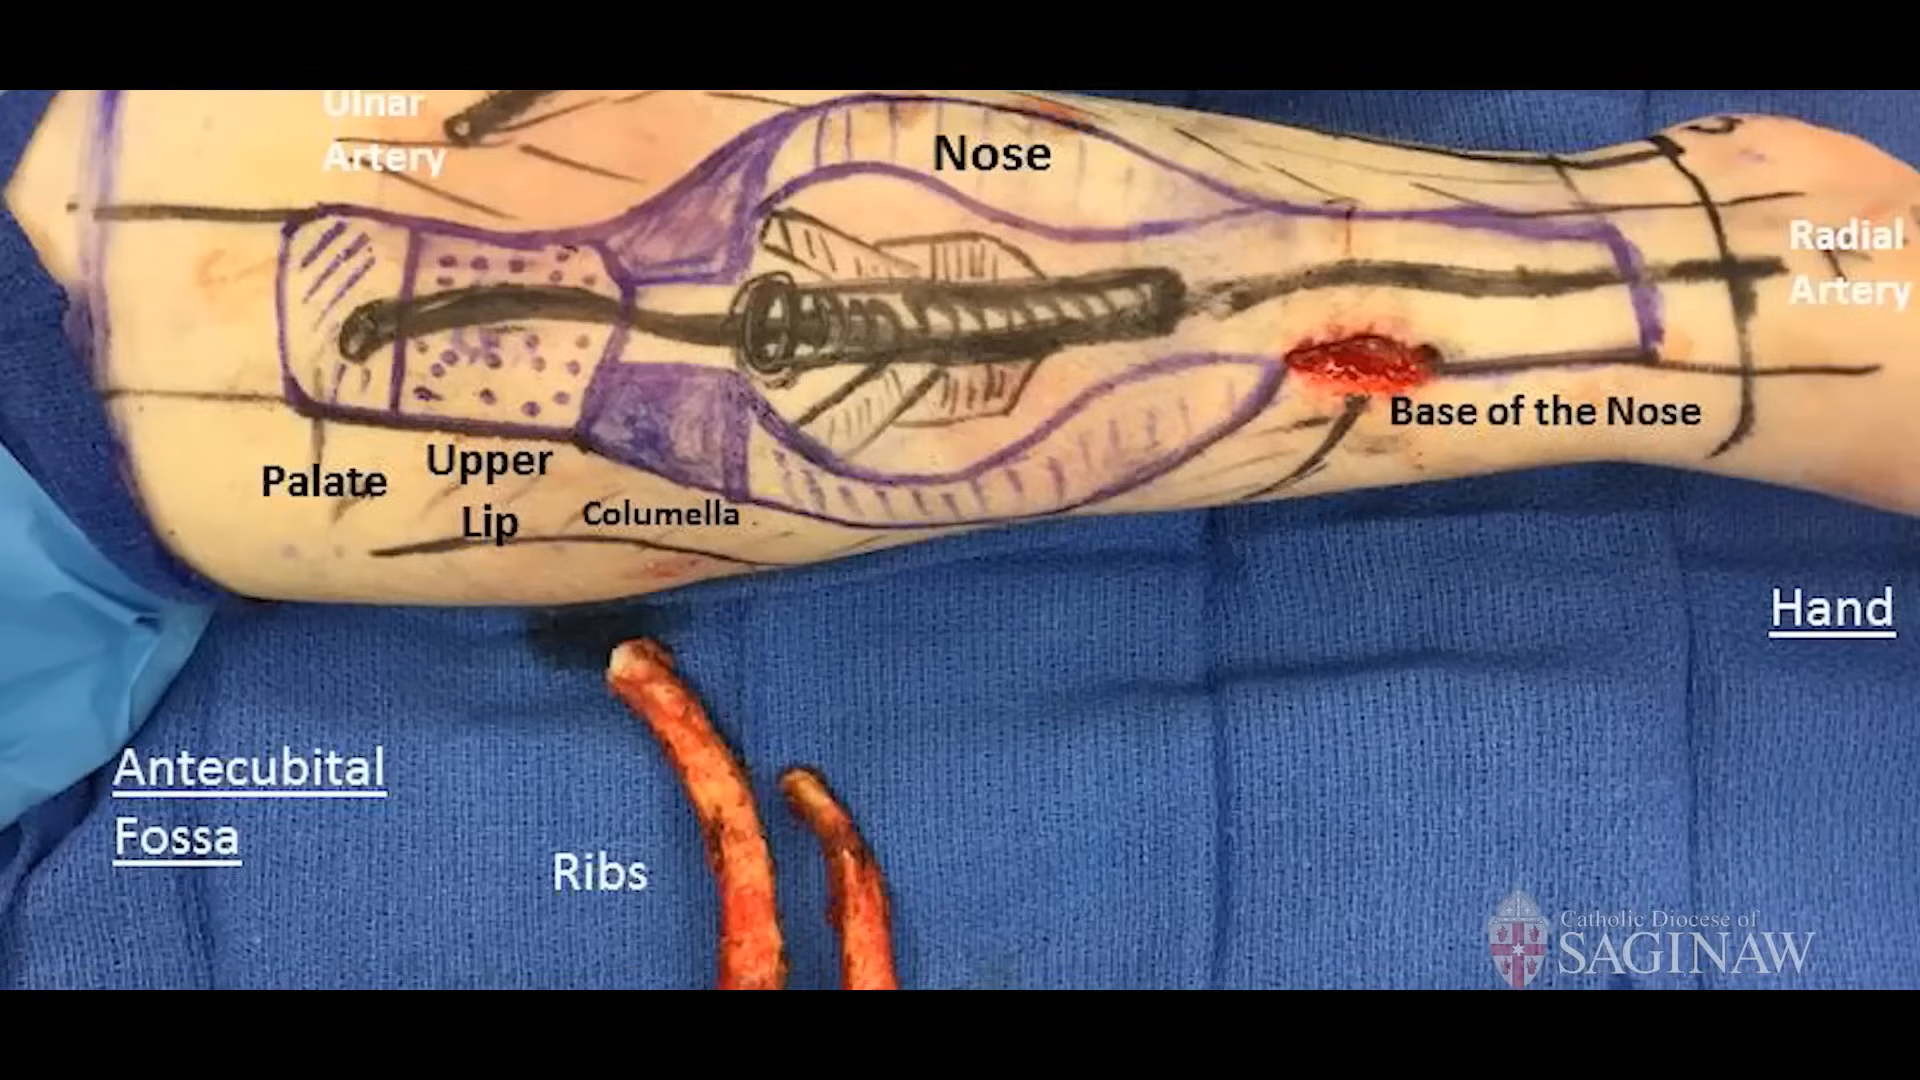 Ulnar
Artery
Nose
Radial
Artery
Base of the Nose
Palate
Upper
Lip
Columella
Hand
Antecubital
Fossa
Ribs
Catholic Diocese of
SAGINAW